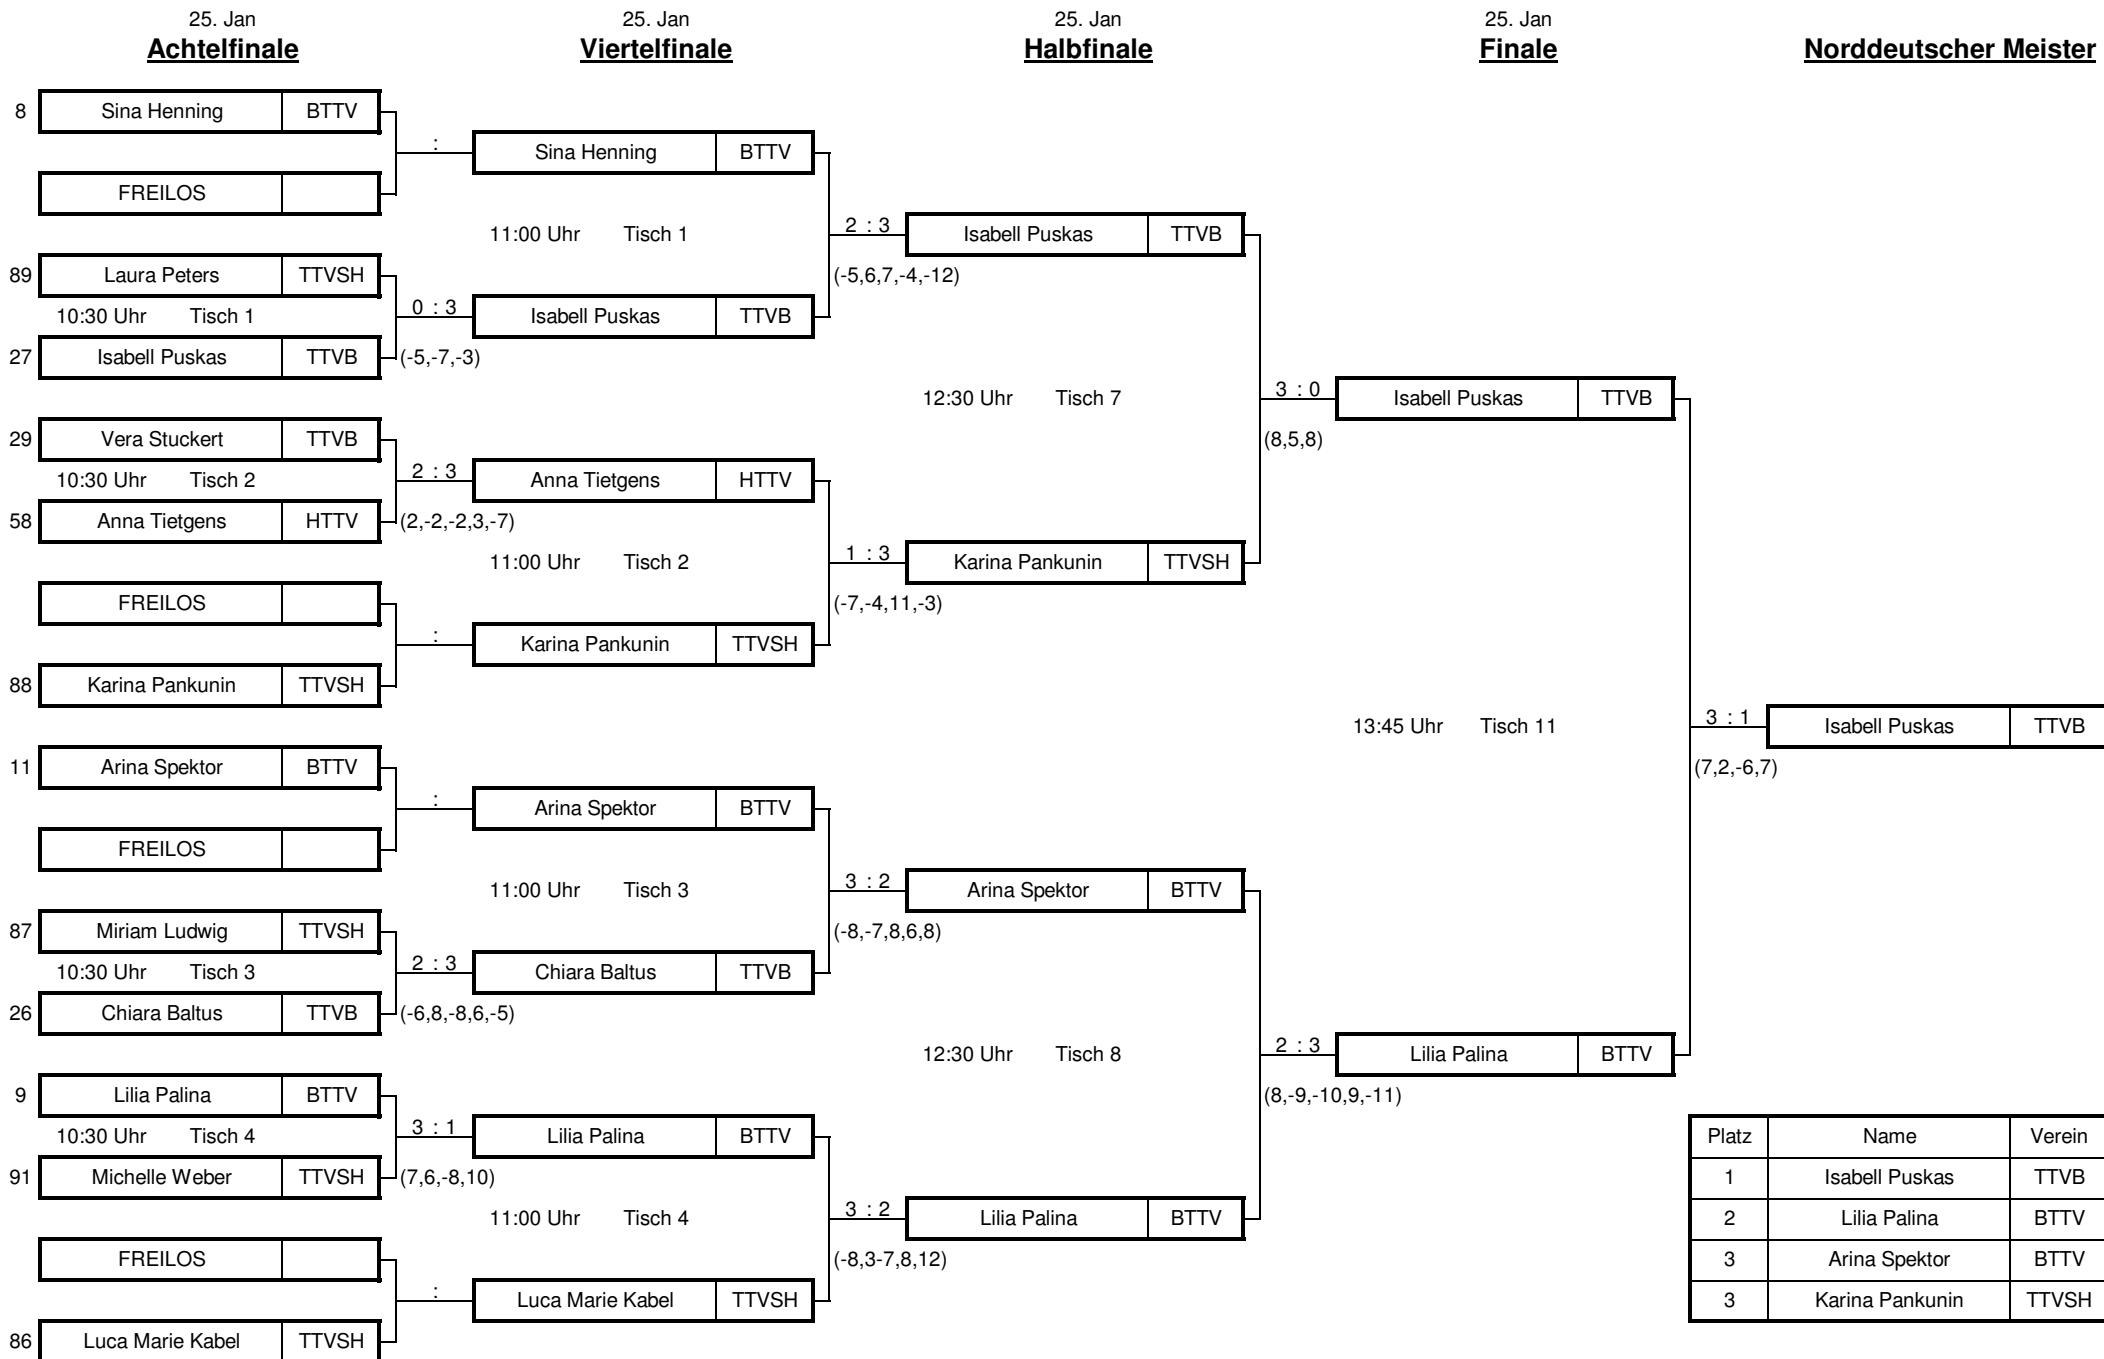 25. Jan 25. Jan 25. Jan 25. Jan
Achtelfinale Viertelfinale Halbfinale Finale Norddeutscher Meister
8 Sina Henning BTTV
: Sina Henning BTTV
FREILOS
11:00 Uhr Tisch 1 2 : 3 Isabell Puskas TTVB
89 Laura Peters TTVSH (-5,6,7,-4,-12)
10:30 Uhr Tisch 1 0 : 3 Isabell Puskas TTVB
27 Isabell Puskas TTVB (-5,-7,-3)
12:30 Uhr Tisch 7 3 : 0 Isabell Puskas TTVB
29 Vera Stuckert TTVB (8,5,8)
10:30 Uhr Tisch 2 2 : 3 Anna Tietgens HTTV
58 Anna Tietgens HTTV (2,-2,-2,3,-7)
11:00 Uhr Tisch 2 1 : 3 Karina Pankunin TTVSH
FREILOS (-7,-4,11,-3)
: Karina Pankunin TTVSH
88 Karina Pankunin TTVSH
13:45 Uhr Tisch 11 3 : 1 Isabell Puskas TTVB
11 Arina Spektor BTTV (7,2,-6,7)
: Arina Spektor BTTV
FREILOS
11:00 Uhr Tisch 3 3 : 2 Arina Spektor BTTV
87 Miriam Ludwig TTVSH (-8,-7,8,6,8)
10:30 Uhr Tisch 3 2 : 3 Chiara Baltus TTVB
26 Chiara Baltus TTVB (-6,8,-8,6,-5)
12:30 Uhr Tisch 8 2 : 3 Lilia Palina BTTV
9 Lilia Palina BTTV (8,-9,-10,9,-11)
10:30 Uhr Tisch 4 3 : 1 Lilia Palina BTTV Platz Name Verein
91 Michelle Weber TTVSH (7,6,-8,10) 1 Isabell Puskas TTVB
11:00 Uhr Tisch 4 3 : 2 Lilia Palina BTTV 2 Lilia Palina BTTV
FREILOS (-8,3-7,8,12) 3 Arina Spektor BTTV
: Luca Marie Kabel TTVSH 3 Karina Pankunin TTVSH
86 Luca Marie Kabel TTVSH